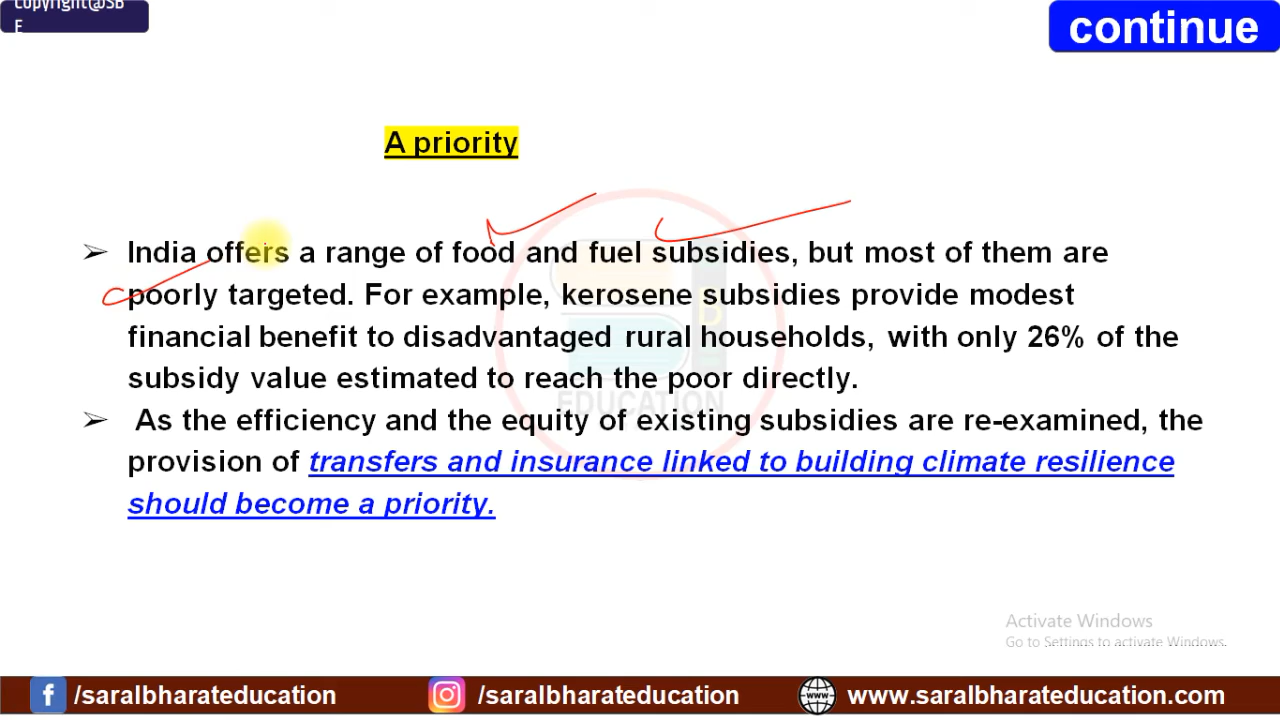 Copyright@SB
E
continue
A priority
➢ India offers a range of food and fuel subsidies, but most of them are
poorly targeted. For example, kerosene subsidies provide modest
financial benefit to disadvantaged rural households, with only 26% of the
subsidy value estimated to reach the poor directly.
➢ As the efficiency and the equity of existing subsidies are re-examined, the
provision of transfers and insurance linked to building climate resilience
should become a priority.
EDUCATION
Activate Windows
Go to Settings to activate Windows.
/saralbharateducation
/saralbharateducation
www.saralbharateducation.com